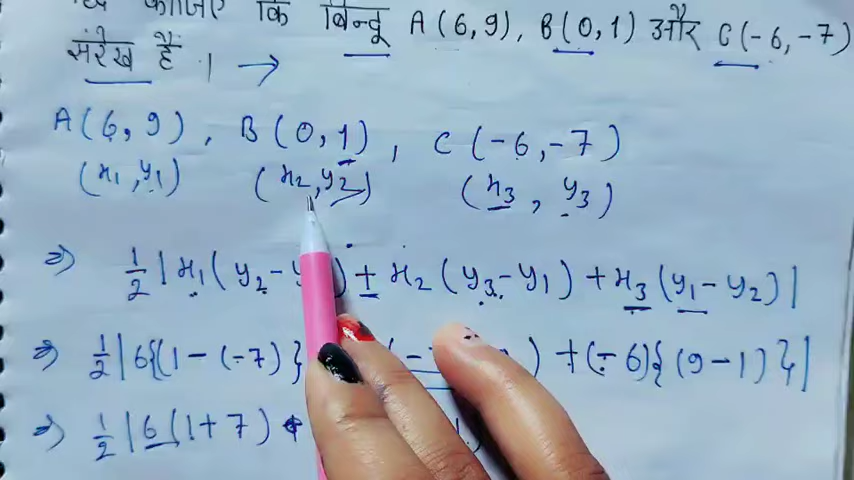 कि बिन्दू A(6,9), B(0,1) और C(-6,-7)
संरेख है । →
A(6,9), B(0,1), C(-6,-7)
(x1,y1) (x2,y2) (x3,y3)
⇒ 1/2 | x1(y2-y ) + x2(y3-y1) + x3(y1-y2)|
⇒ 1/2 |6{(1-(-7)} (- ) +(-6){(9-1)}|
⇒ 1/2 |6(1+7) +